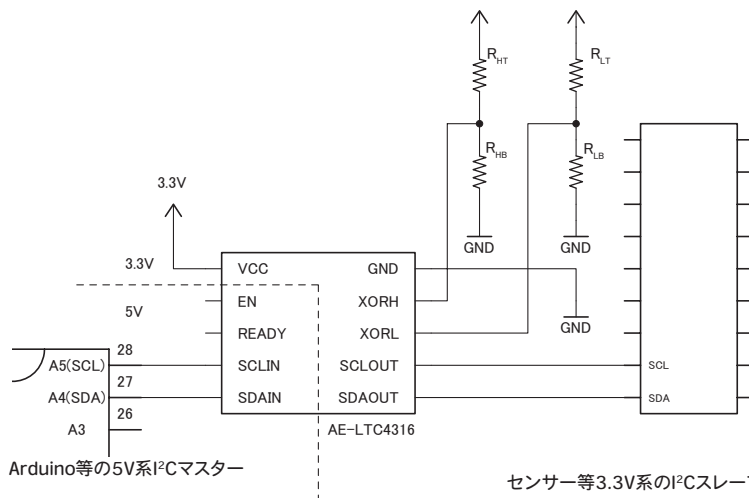 R_HT
R_LT
R_HB
R_LB
3.3V
GND
GND
3.3V
VCC
GND
EN
XORH
5V
GND
READY
XORL
28
A5(SCL)
SCLIN
SCLOUT
SCL
27
A4(SDA)
SDAIN
SDAOUT
SDA
26
A3
AE-LTC4316
Arduino等の5V系I²Cマスター
センサー等3.3V系のI²Cスレー